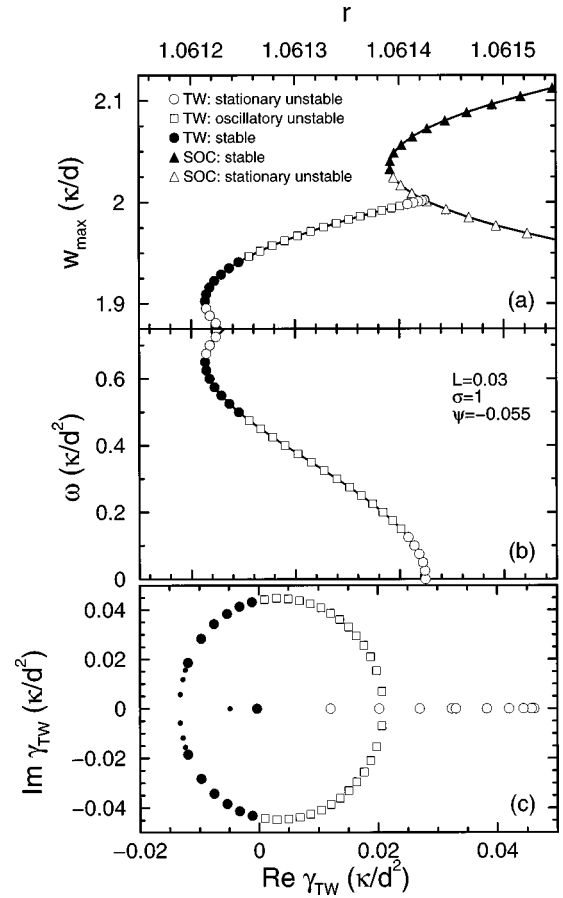 r
1.0612 1.0613 1.0614 1.0615
2.1
2
1.9
w_max (κ/d)
○ TW: stationary unstable
□ TW: oscillatory unstable
● TW: stable
▲ SOC: stable
△ SOC: stationary unstable
(a)
0.6
0.4
0.2
0
ω (κ/d²)
L=0.03
σ=1
ψ=−0.055
(b)
0.04
0.02
0
−0.02
−0.04
Im γ_TW (κ/d²)
(c)
−0.02 0 0.02 0.04
Re γ_TW (κ/d²)